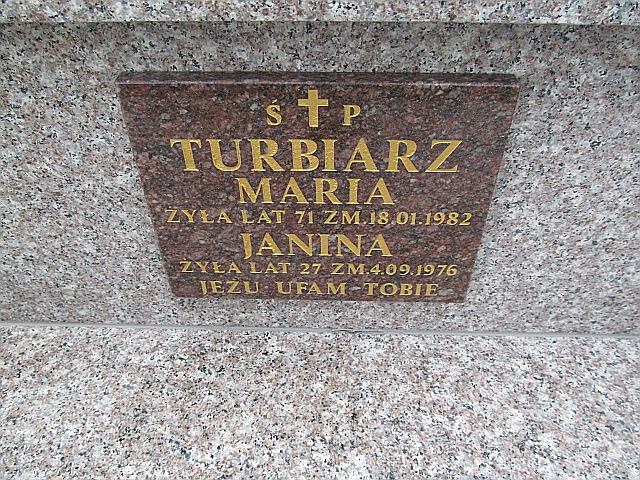 Ś P
TURBIARZ
MARIA
ŻYŁA LAT 71 ZM.18.01.1982
JANINA
ŻYŁA LAT 27 ZM.4.09.1976
JEZU UFAM TOBIE